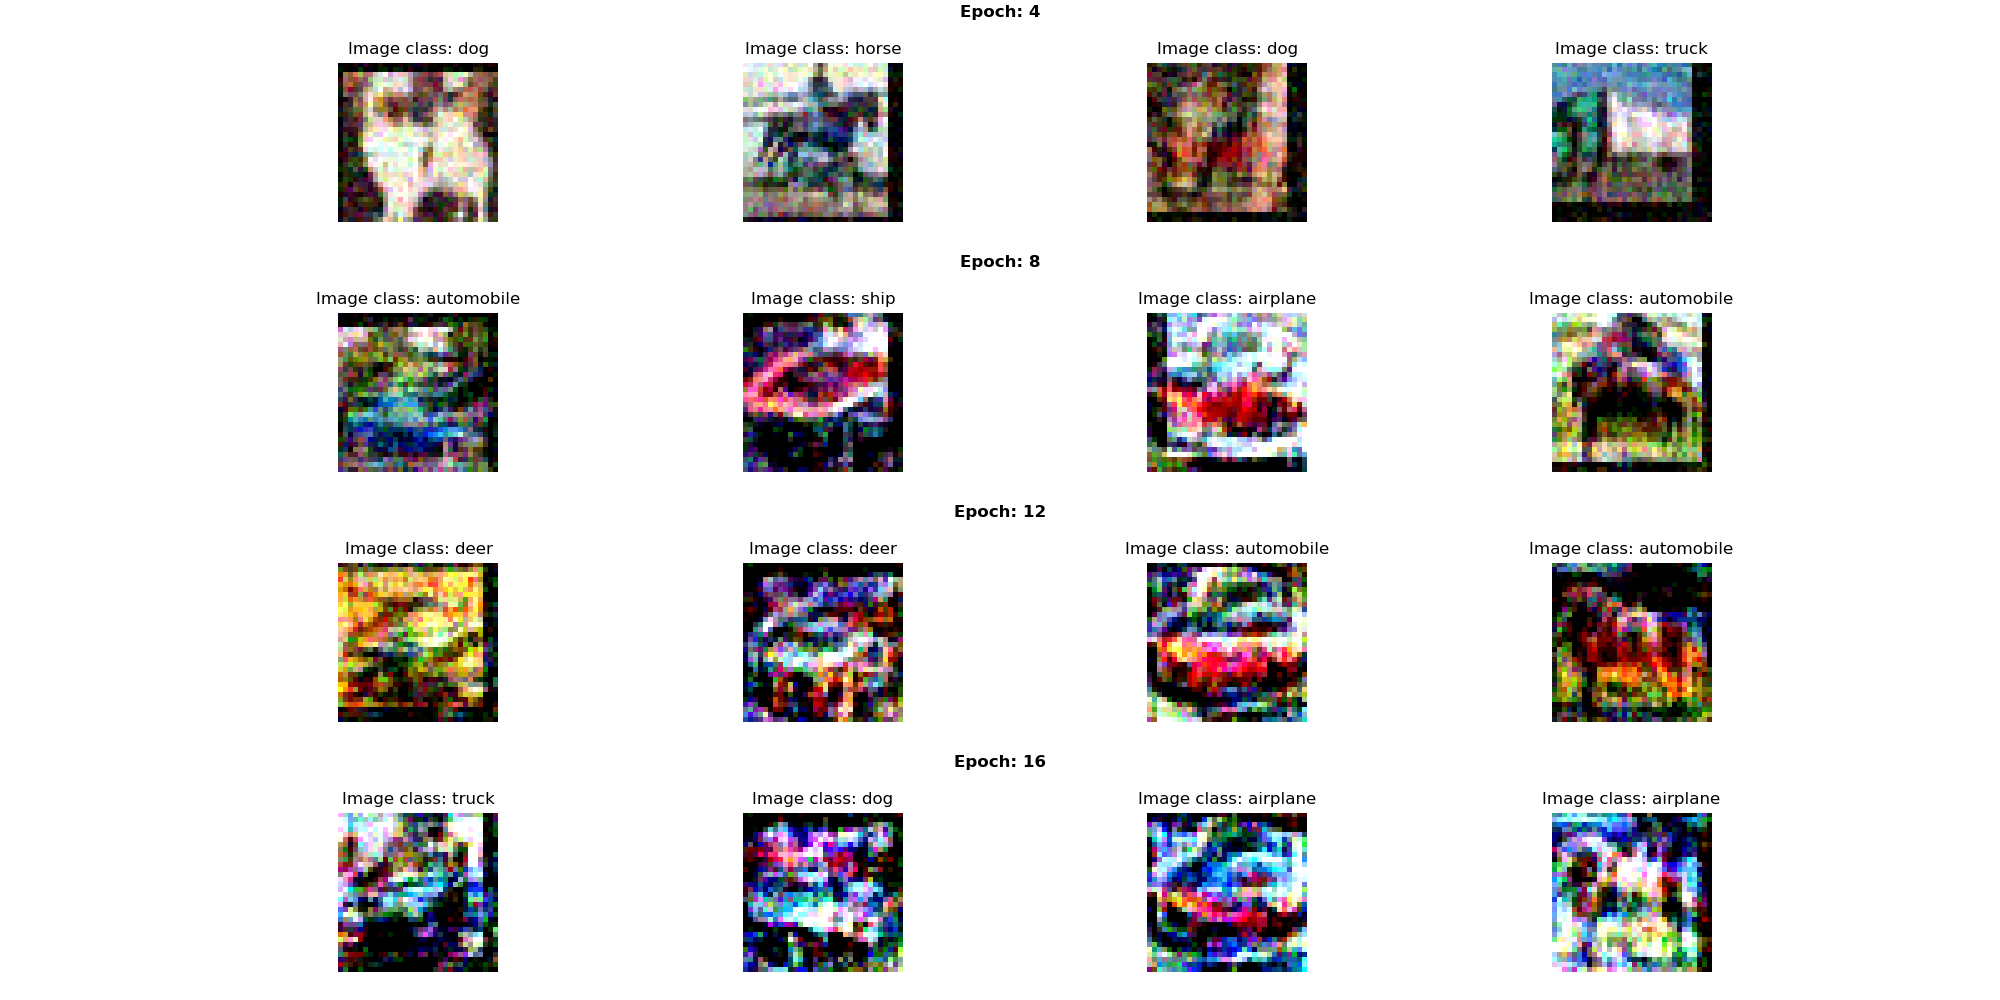 Epoch: 4
Image class: dog
Image class: horse
Image class: dog
Image class: truck
Epoch: 8
Image class: automobile
Image class: ship
Image class: airplane
Image class: automobile
Epoch: 12
Image class: deer
Image class: deer
Image class: automobile
Image class: automobile
Epoch: 16
Image class: truck
Image class: dog
Image class: airplane
Image class: airplane